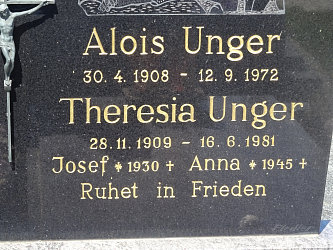 Alois Unger
30. 4. 1908 - 12. 9. 1972
Theresia Unger
28. 11. 1909 - 16. 6. 1981
Josef * 1930 + Anna * 1945 +
Ruhet in Frieden